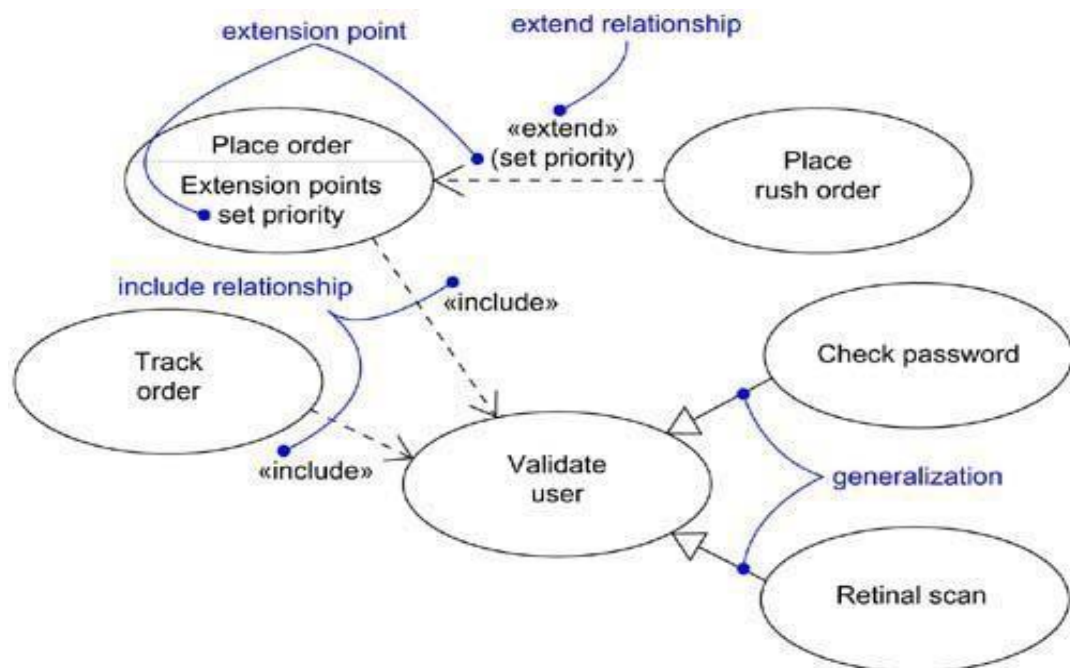 extension point
extend relationship
«extend»
(set priority)
Place order
Extension points
set priority
Place
rush order
include relationship
«include»
Track
order
Check password
«include»
Validate
user
generalization
Retinal scan